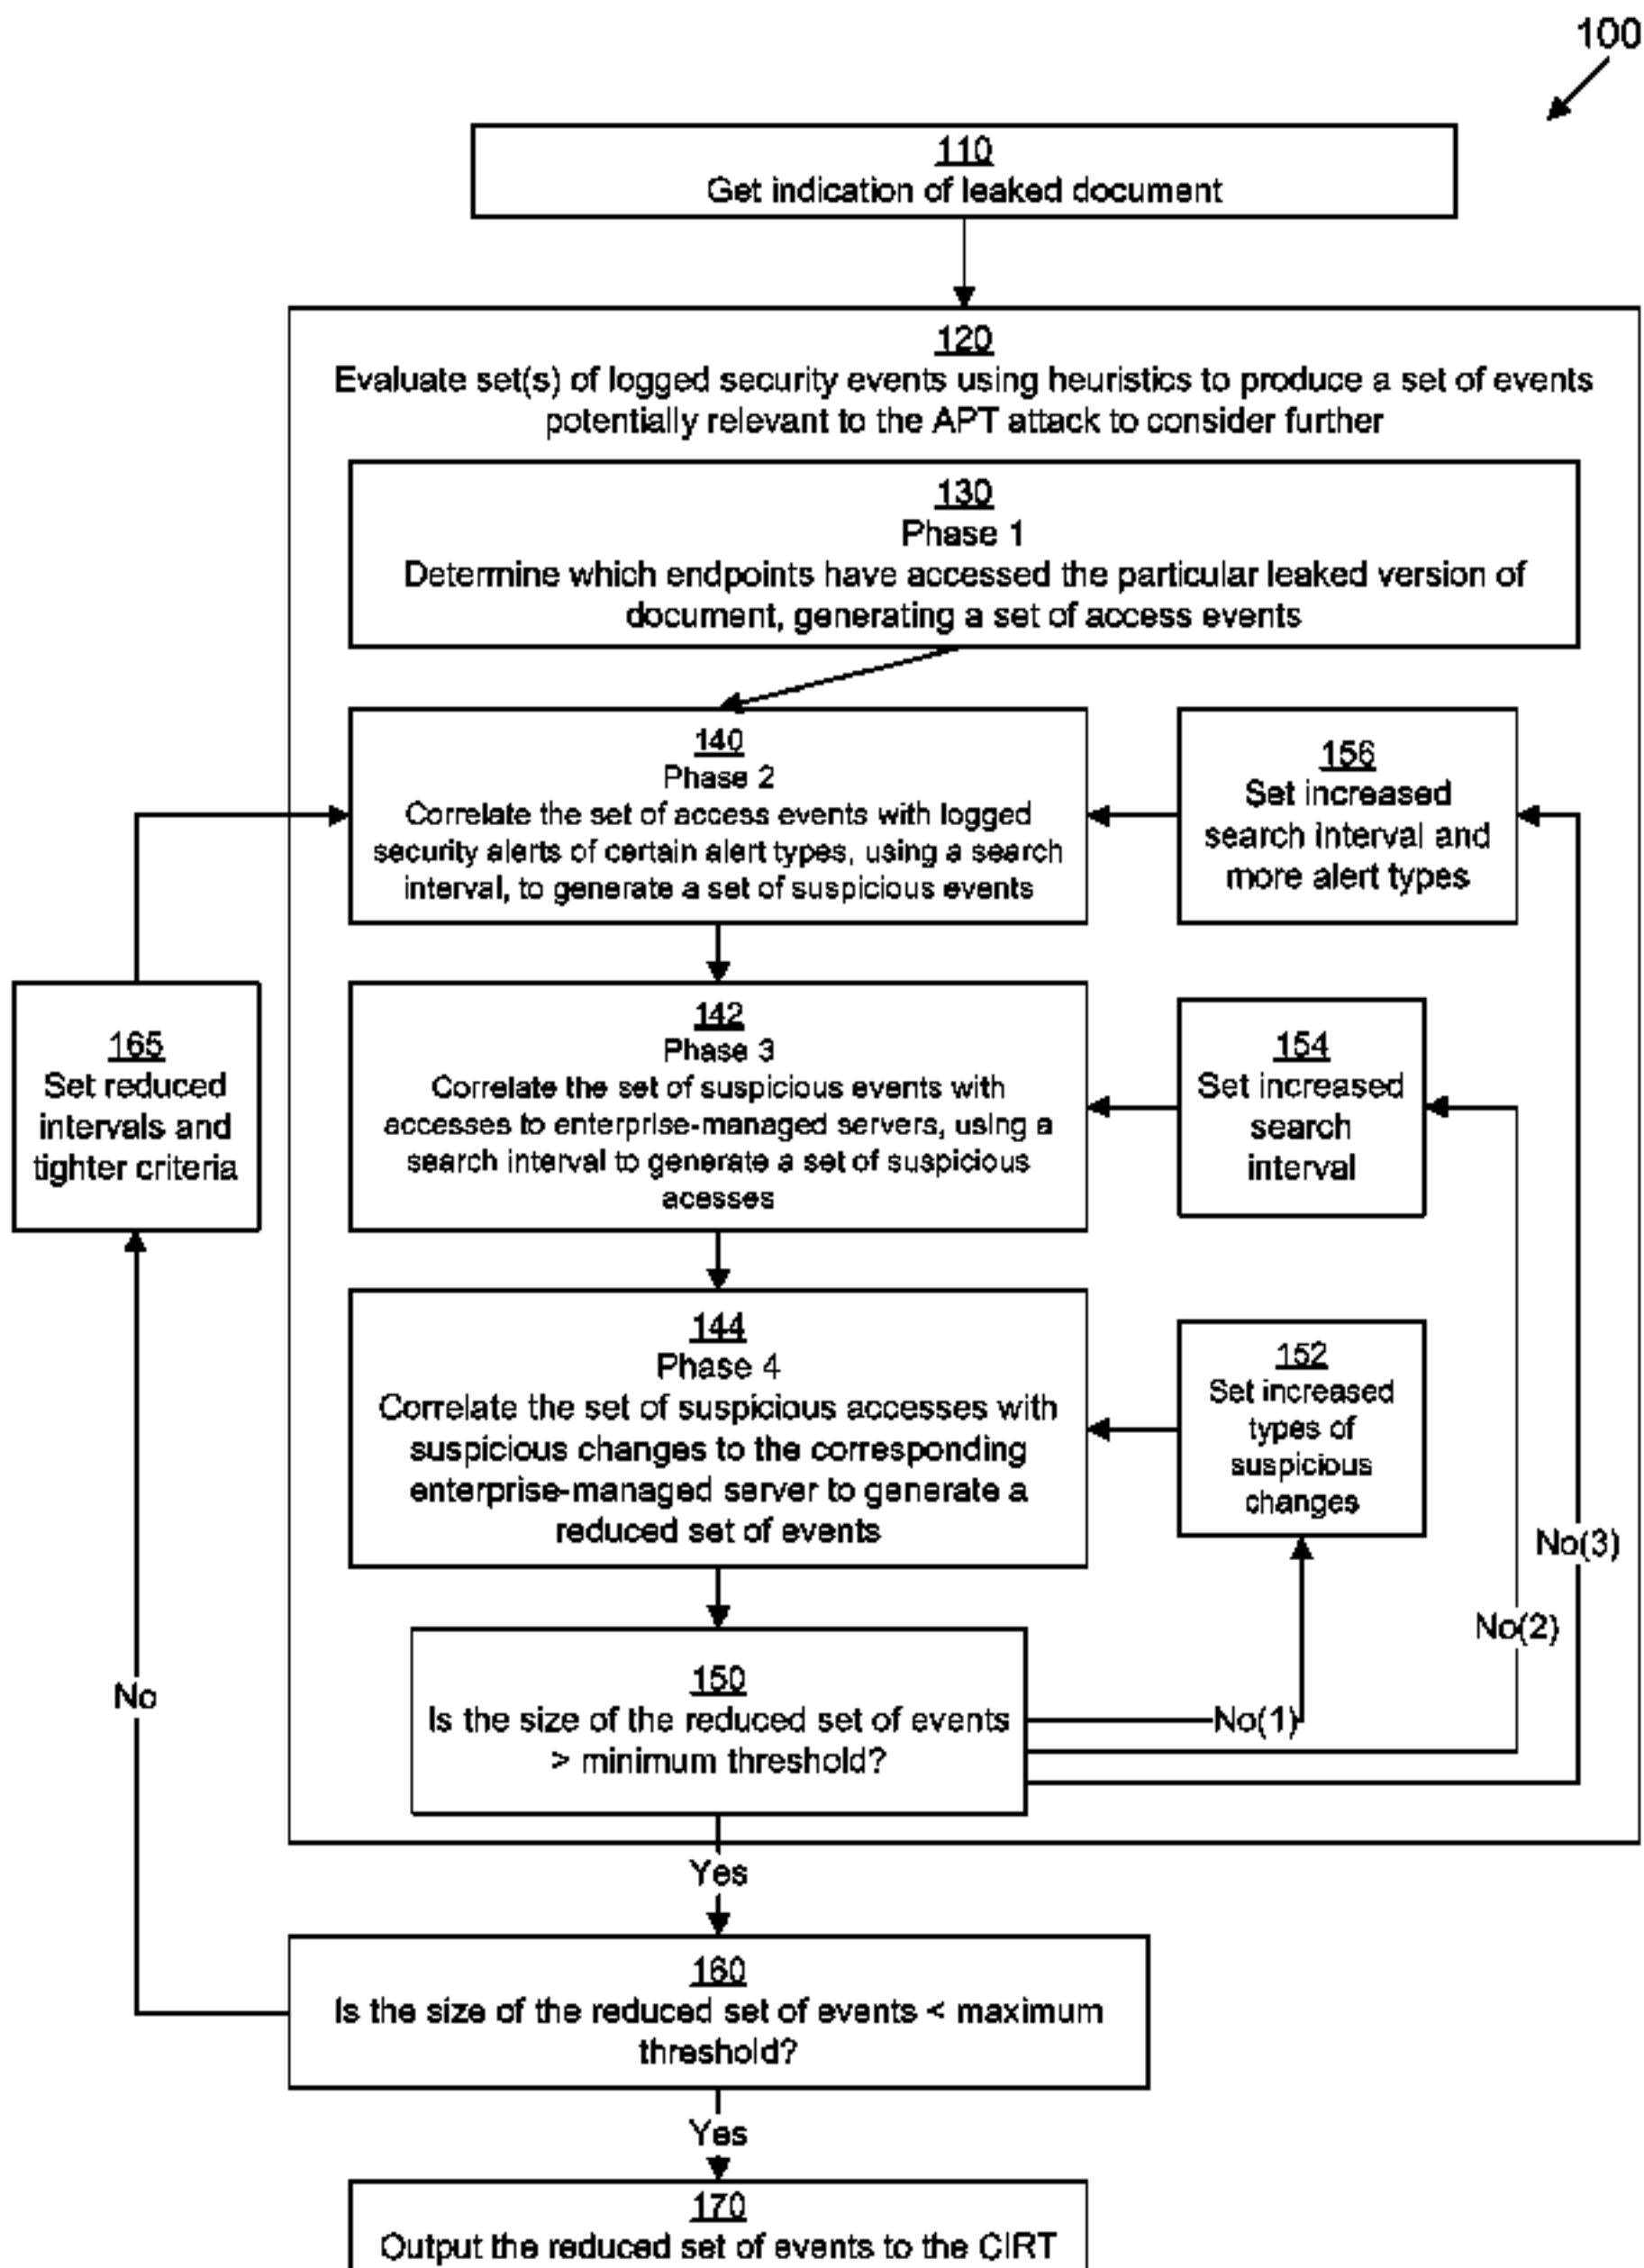 100
110
Get indication of leaked document
120
Evaluate set(s) of logged security events using heuristics to produce a set of events
potentially relevant to the APT attack to consider further
130
Phase 1
Determine which endpoints have accessed the particular leaked version of
document, generating a set of access events
140
Phase 2
Correlate the set of access events with logged
security alerts of certain alert types, using a search
interval, to generate a set of suspicious events
156
Set increased
search interval and
more alert types
165
Set reduced
intervals and
tighter criteria
142
Phase 3
Correlate the set of suspicious events with
accesses to enterprise-managed servers, using a
search interval to generate a set of suspicious
acesses
154
Set increased
search
interval
144
Phase 4
Correlate the set of suspicious accesses with
suspicious changes to the corresponding
enterprise-managed server to generate a
reduced set of events
152
Set increased
types of
suspicious
changes
No(3)
No(2)
No
150
Is the size of the reduced set of events
> minimum threshold?
No(1)
Yes
160
Is the size of the reduced set of events < maximum
threshold?
Yes
170
Output the reduced set of events to the CIRT